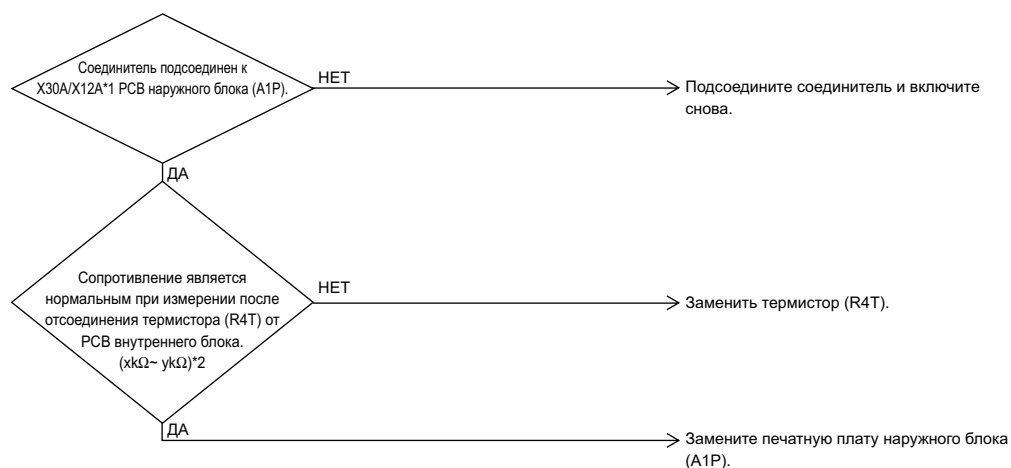 Соединитель подсоединен к
X30A/X12A*1 PCB наружного блока (A1P).
НЕТ
Подсоедините соединитель и включите
снова.
ДА
Сопротивление является
нормальным при измерении после
отсоединения термистора (R4T) от
PCB внутреннего блока.
(xkΩ~ ykΩ)*2
НЕТ
Заменить термистор (R4T).
ДА
Замените печатную плату наружного блока
(A1P).